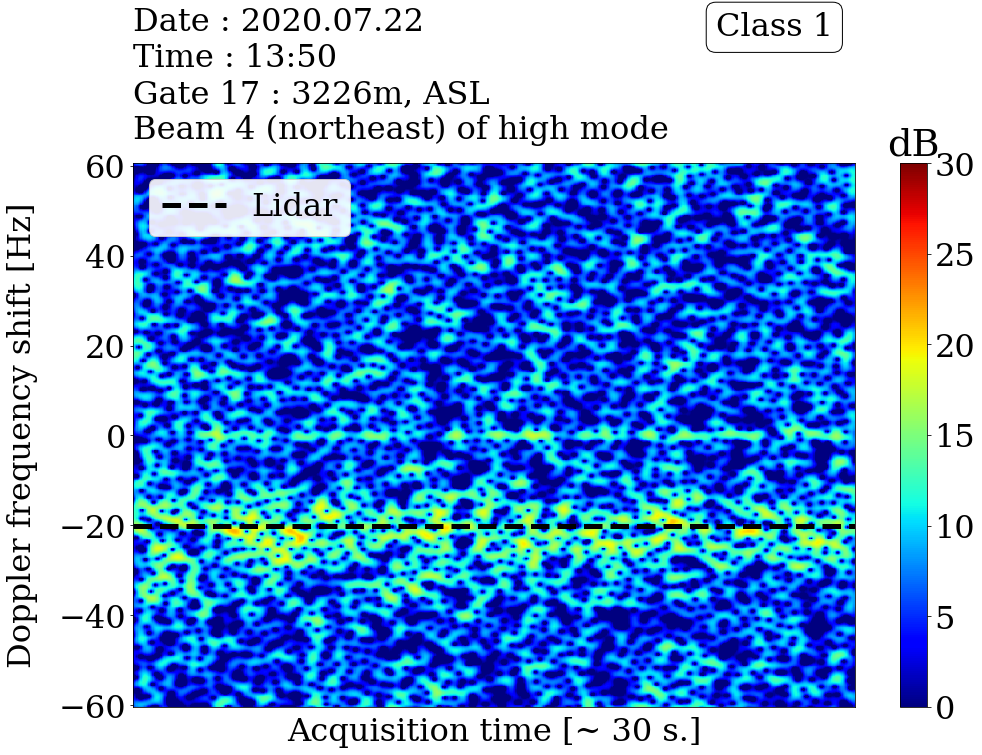 Date : 2020.07.22
Time : 13:50
Gate 17 : 3226m, ASL
Beam 4 (northeast) of high mode
Class 1
dB
Lidar
Doppler frequency shift [Hz]
60
40
20
0
−20
−40
−60
30
25
20
15
10
5
0
Acquisition time [~ 30 s.]